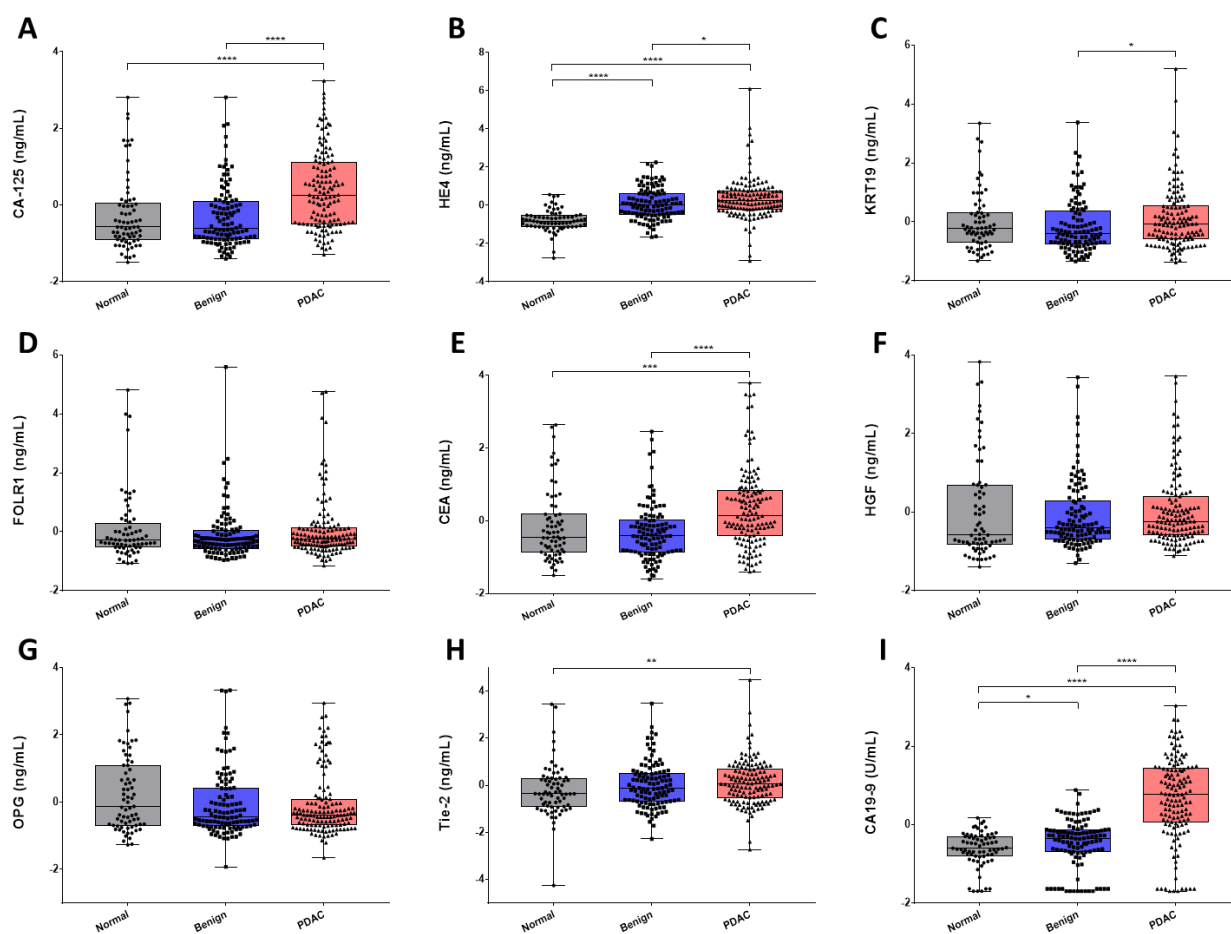 A
B
C
****
****
*
****
****
*
CA-125 (ng/mL)
4
2
0
-2
Normal
Benign
PDAC
HE4 (ng/mL)
8
6
4
2
0
-2
-4
Normal
Benign
PDAC
KRT19 (ng/mL)
6
4
2
0
-2
Normal
Benign
PDAC
D
E
F
****
***
FOLR1 (ng/mL)
6
4
2
0
-2
Normal
Benign
PDAC
CEA (ng/mL)
4
2
0
-2
Normal
Benign
PDAC
HGF (ng/mL)
4
2
0
-2
Normal
Benign
PDAC
G
H
I
**
****
****
*
OPG (ng/mL)
4
2
0
-2
Normal
Benign
PDAC
Tie-2 (ng/mL)
4
2
0
-2
-4
Normal
Benign
PDAC
CA19-9 (U/mL)
4
2
0
-2
Normal
Benign
PDAC